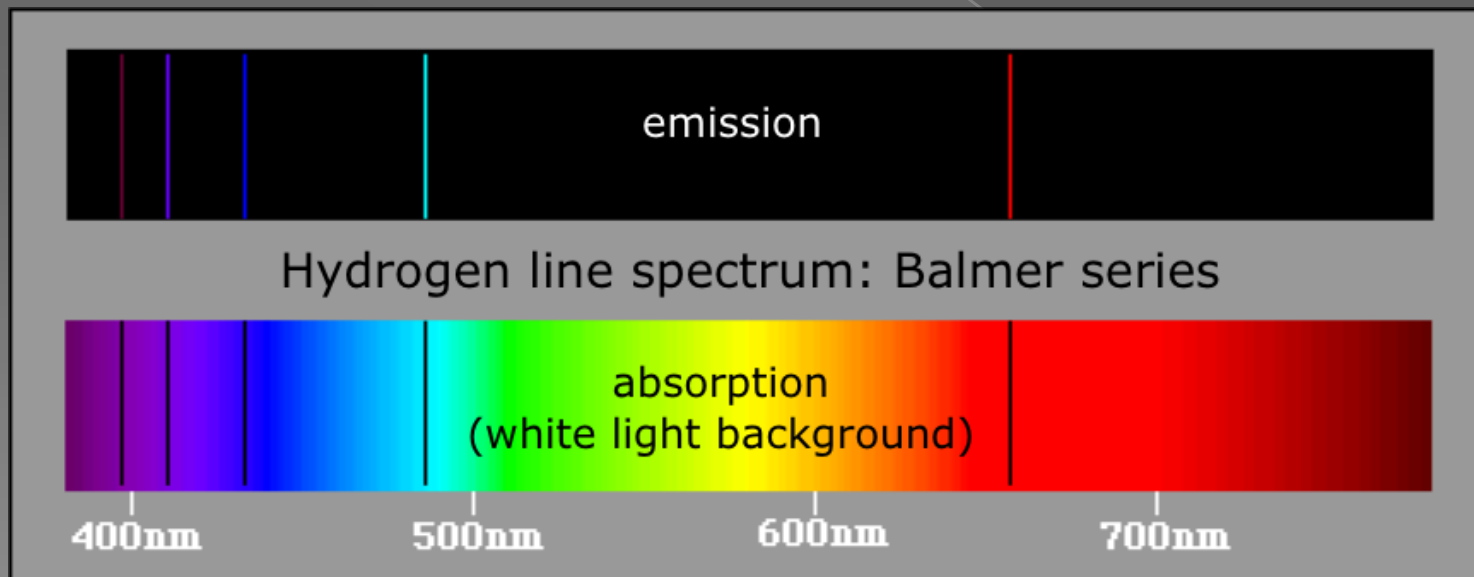 emission
Hydrogen line spectrum: Balmer series
absorption
(white light background)
400nm 500nm 600nm 700nm